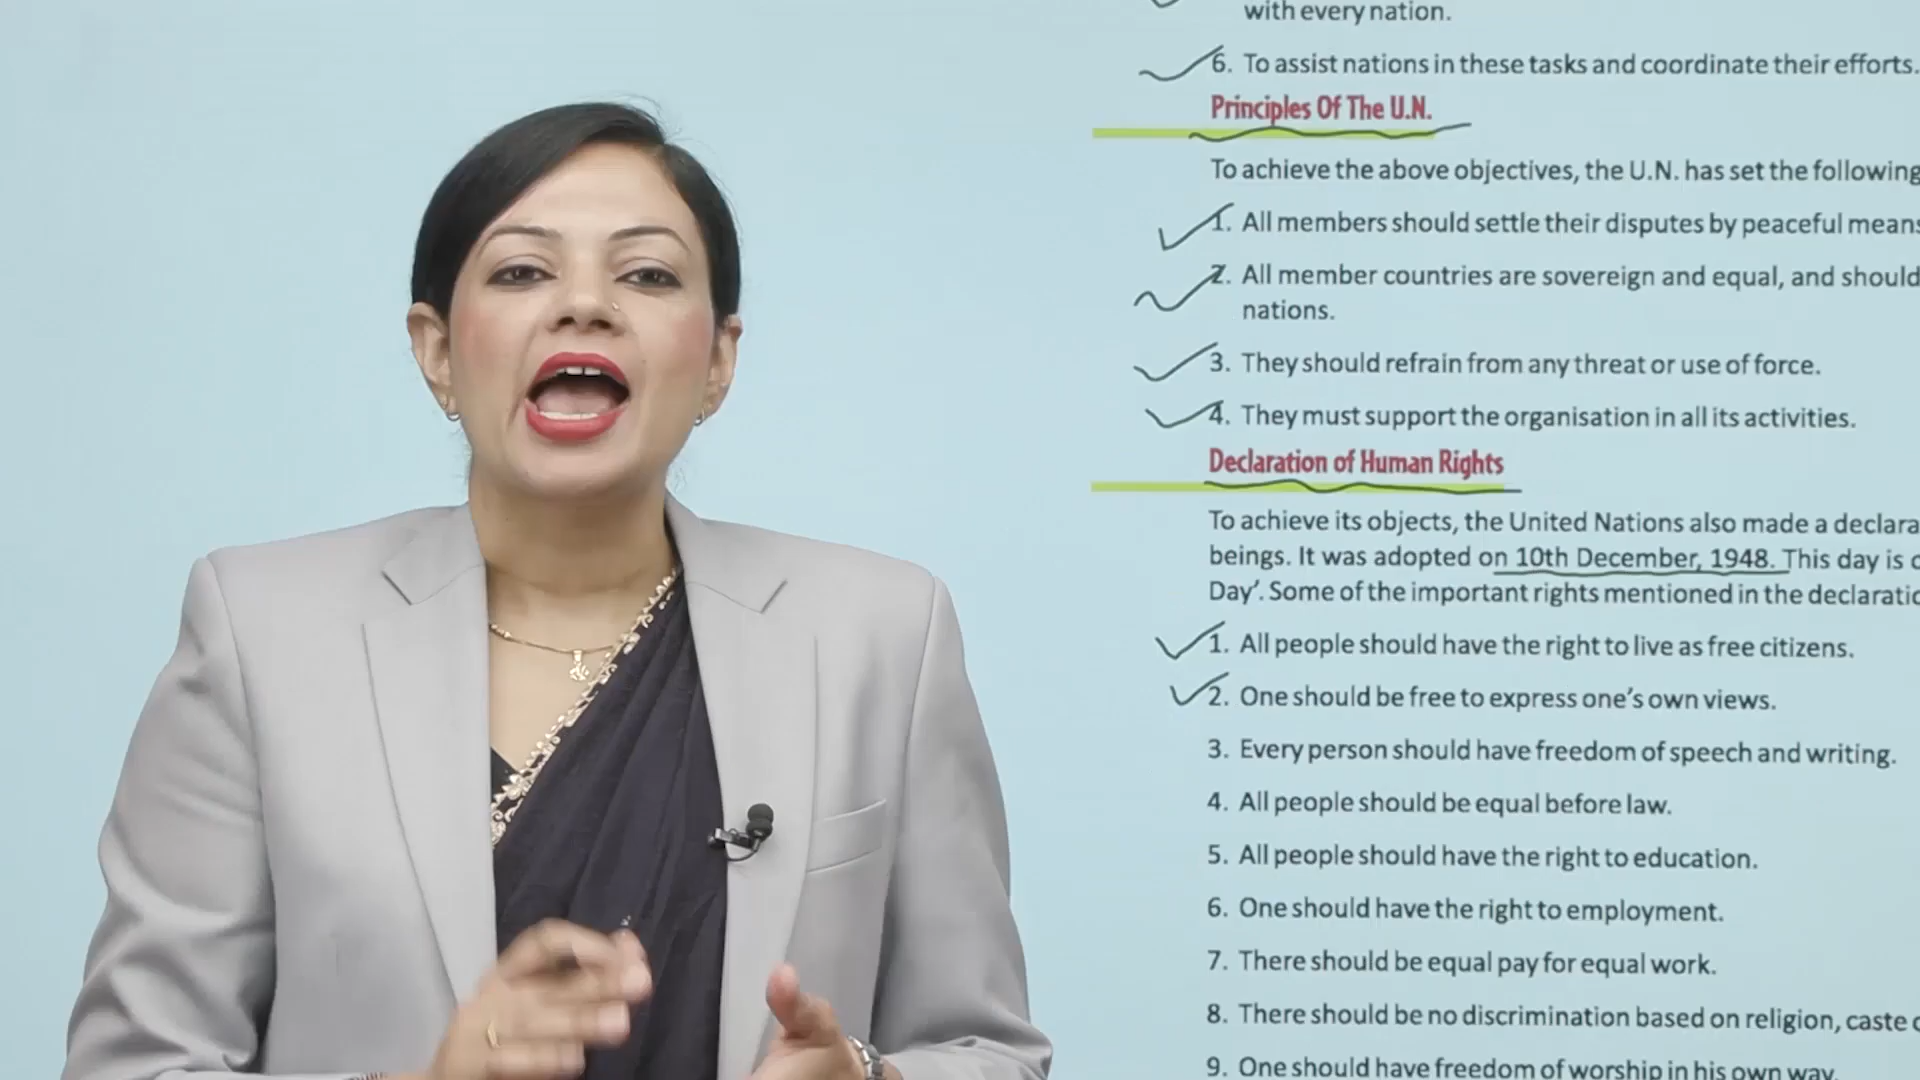 with every nation.
6. To assist nations in these tasks and coordinate their efforts.
Principles Of The U.N.
To achieve the above objectives, the U.N. has set the following
1. All members should settle their disputes by peaceful means
2. All member countries are sovereign and equal, and should
nations.
3. They should refrain from any threat or use of force.
4. They must support the organisation in all its activities.
Declaration of Human Rights
To achieve its objects, the United Nations also made a declara
beings. It was adopted on 10th December, 1948. This day is
Day’. Some of the important rights mentioned in the declaratio
1. All people should have the right to live as free citizens.
2. One should be free to express one’s own views.
3. Every person should have freedom of speech and writing.
4. All people should be equal before law.
5. All people should have the right to education.
6. One should have the right to employment.
7. There should be equal pay for equal work.
8. There should be no discrimination based on religion, caste
9. One should have freedom of worship in his own way.